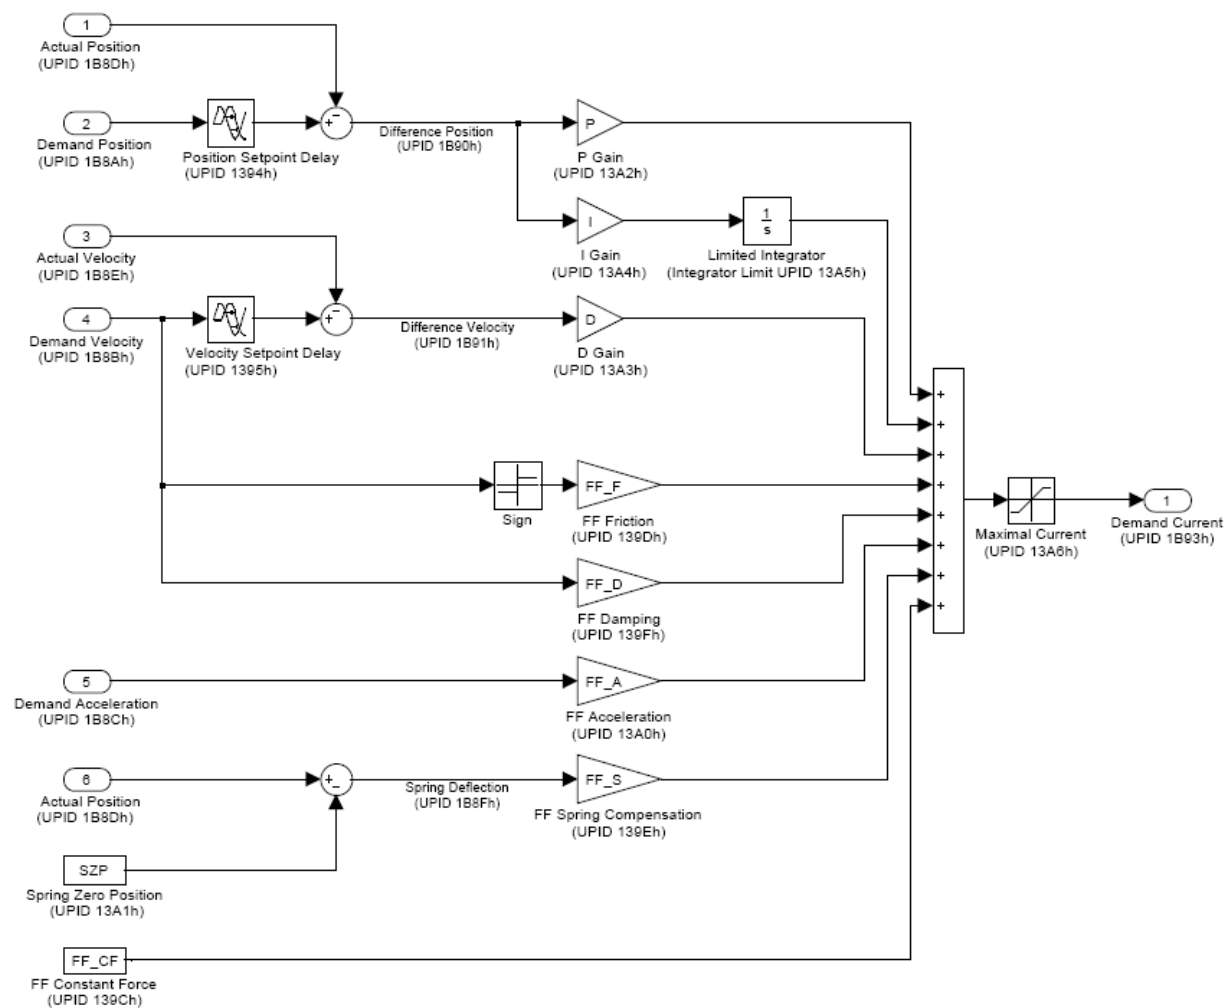 1
Actual Position
(UPID 1B8Dh)
2
Demand Position
(UPID 1B8Ah)
Position Setpoint Delay
(UPID 1394h)
+
−
Difference Position
(UPID 1B90h)
P
P Gain
(UPID 13A2h)
I
I Gain
(UPID 13A4h)
1
s
Limited Integrator
(Integrator Limit UPID 13A5h)
3
Actual Velocity
(UPID 1B8Eh)
4
Demand Velocity
(UPID 1B8Bh)
Velocity Setpoint Delay
(UPID 1395h)
+
−
Difference Velocity
(UPID 1B91h)
D
D Gain
(UPID 13A3h)
Sign
FF_F
FF Friction
(UPID 139Dh)
FF_D
FF Damping
(UPID 139Fh)
5
Demand Acceleration
(UPID 1B8Ch)
FF_A
FF Acceleration
(UPID 13A0h)
6
Actual Position
(UPID 1B8Dh)
+
−
Spring Deflection
(UPID 1B8Fh)
FF_S
FF Spring Compensation
(UPID 139Eh)
SZP
Spring Zero Position
(UPID 13A1h)
FF_CF
FF Constant Force
(UPID 139Ch)
+
+
+
+
+
+
+
+
Maximal Current
(UPID 13A6h)
1
Demand Current
(UPID 1B93h)